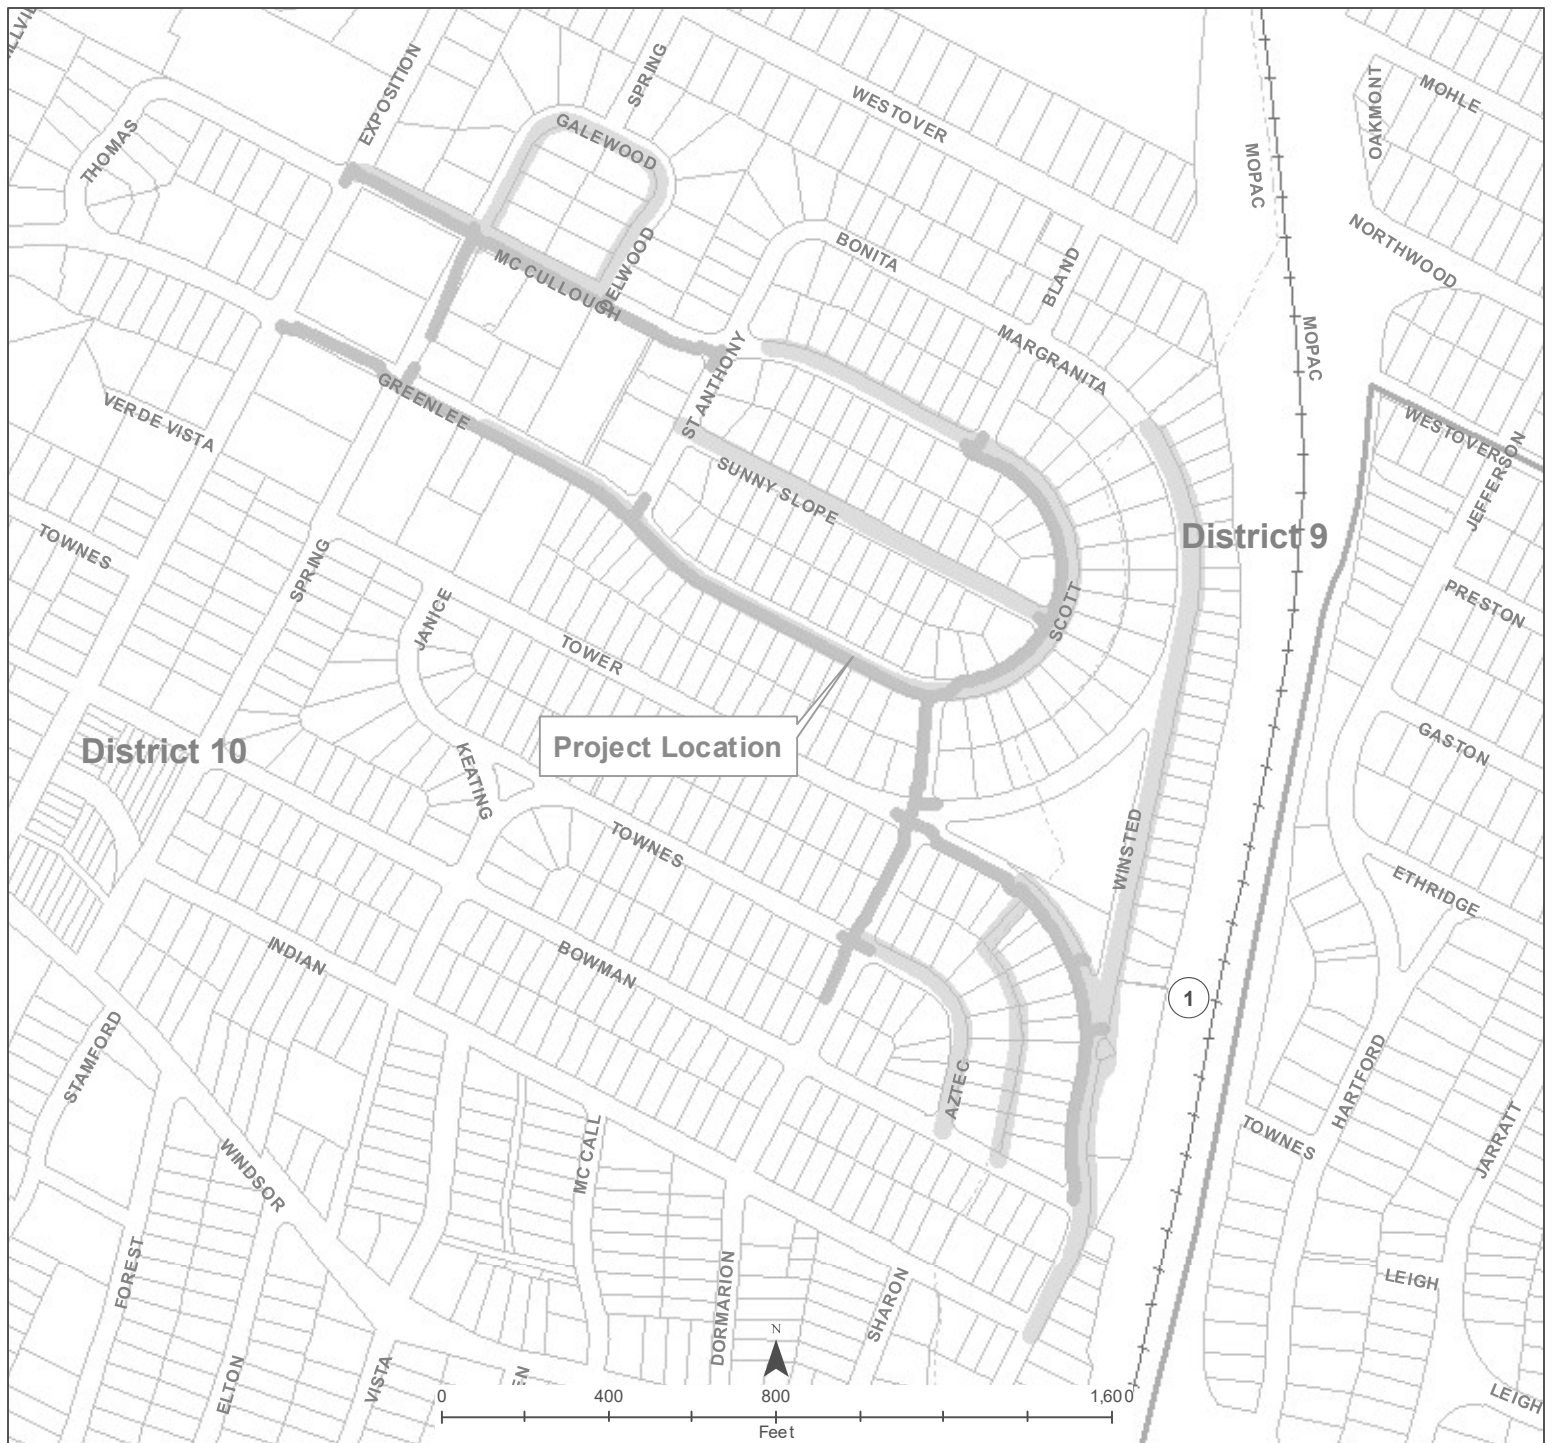 EXPOSITION
SPRING
GALEWOOD
WESTOVER
MOPAC
OAKMONT
MOHLE
THOMAS
NORTHWOOD
MC CULLOUGH
DELWOOD
BONITA
BLAND
MARGRANITA
MOPAC
ST ANTHONY
WESTOVER
JEFFERSON
VERDE VISTA
GREENLEE
SUNNY SLOPE
District 9
TOWNES
SPRING
JANICE
TOWER
SCOTT
PRESTON
District 10
Project Location
KEATING
GASTON
TOWNES
WINSTED
ETHRIDGE
INDIAN
BOWMAN
1
STAMFORD
AZTEC
HARTFORD
TOWNES
JARRATT
WINDSOR
MC CALL
FOREST
DORMARION
SHARON
LEIGH
ELTON
VISTA
EN
N
LEIGH
0 400 800 1,600
Feet